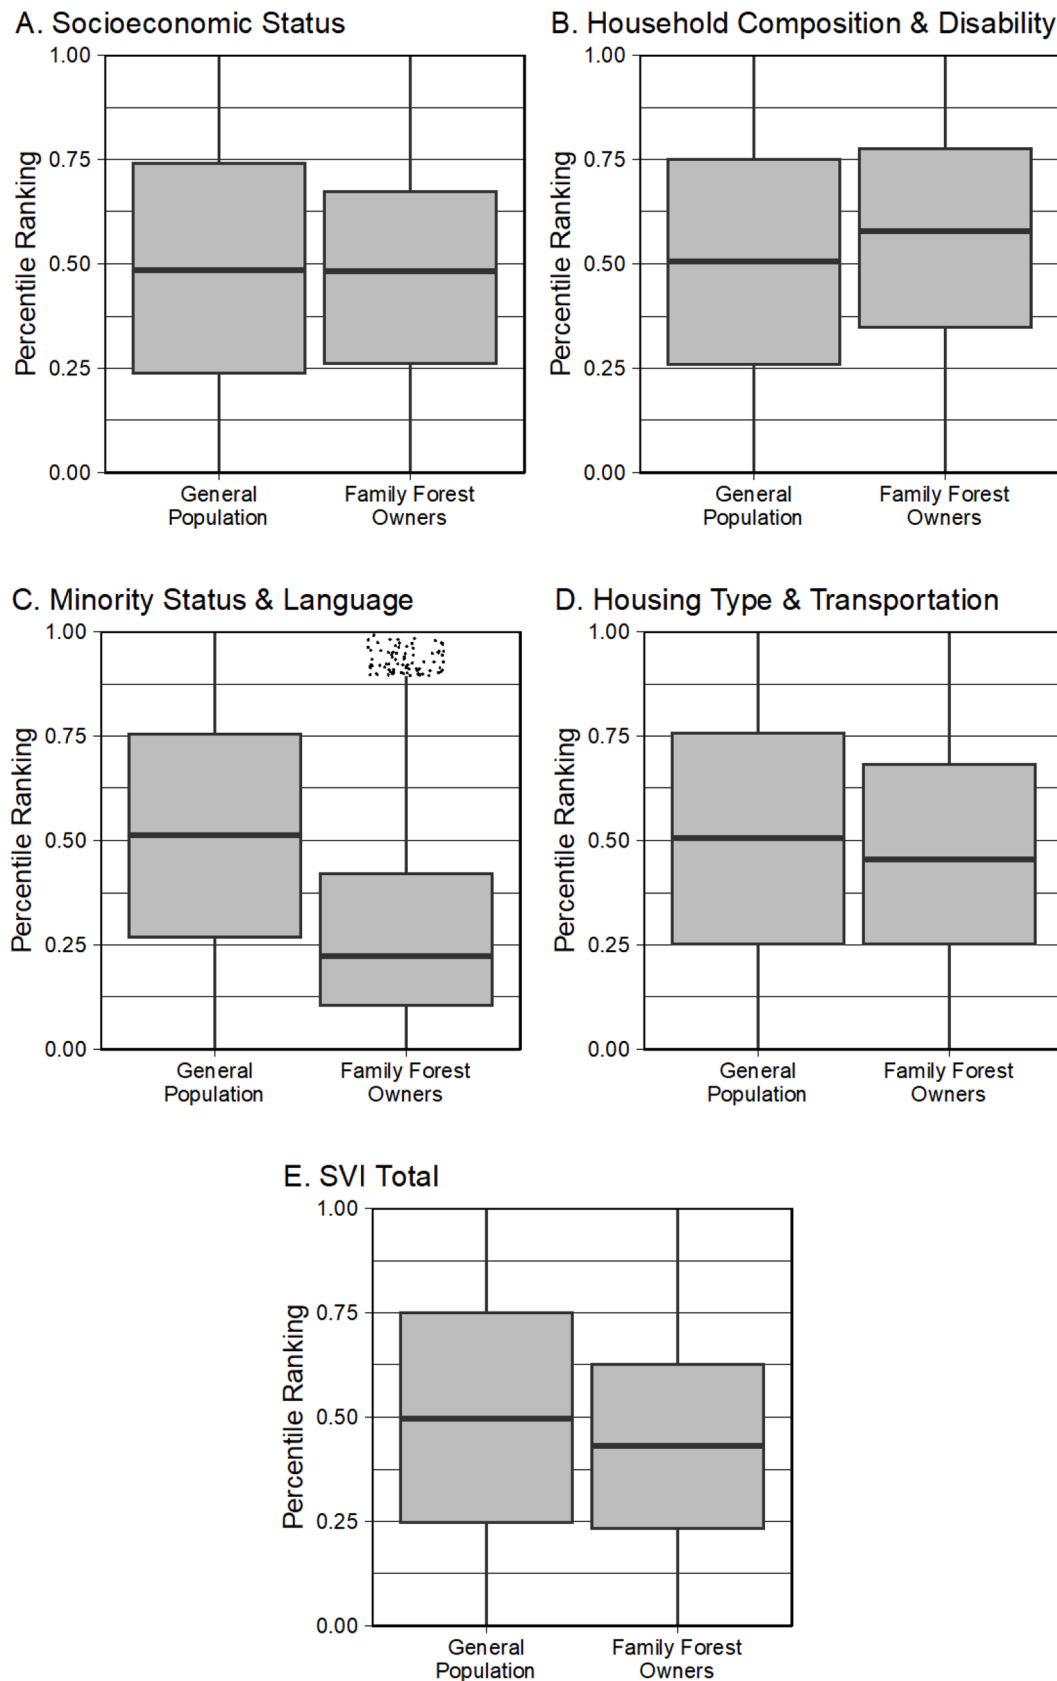 A. Socioeconomic Status
Percentile Ranking
1.00
0.75
0.50
0.25
0.00
General
Population
Family Forest
Owners
B. Household Composition & Disability
Percentile Ranking
1.00
0.75
0.50
0.25
0.00
General
Population
Family Forest
Owners
C. Minority Status & Language
Percentile Ranking
1.00
0.75
0.50
0.25
0.00
General
Population
Family Forest
Owners
D. Housing Type & Transportation
Percentile Ranking
1.00
0.75
0.50
0.25
0.00
General
Population
Family Forest
Owners
E. SVI Total
Percentile Ranking
1.00
0.75
0.50
0.25
0.00
General
Population
Family Forest
Owners